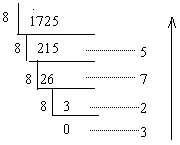 8 1725
8 215 ............... 5
8 26 ............... 7
8 3 ............... 2
0 ............... 3